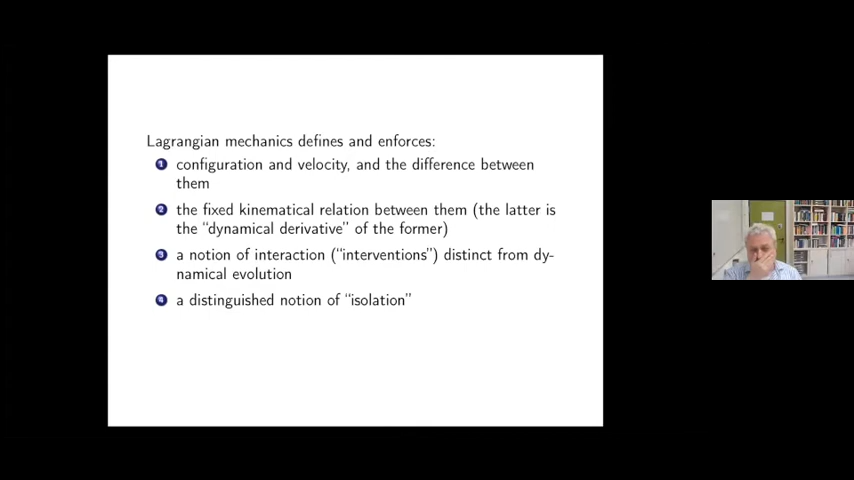 Lagrangian mechanics defines and enforces:
1 configuration and velocity, and the difference between
them
2 the fixed kinematical relation between them (the latter is
the “dynamical derivative” of the former)
3 a notion of interaction (“interventions”) distinct from dy-
namical evolution
4 a distinguished notion of “isolation”